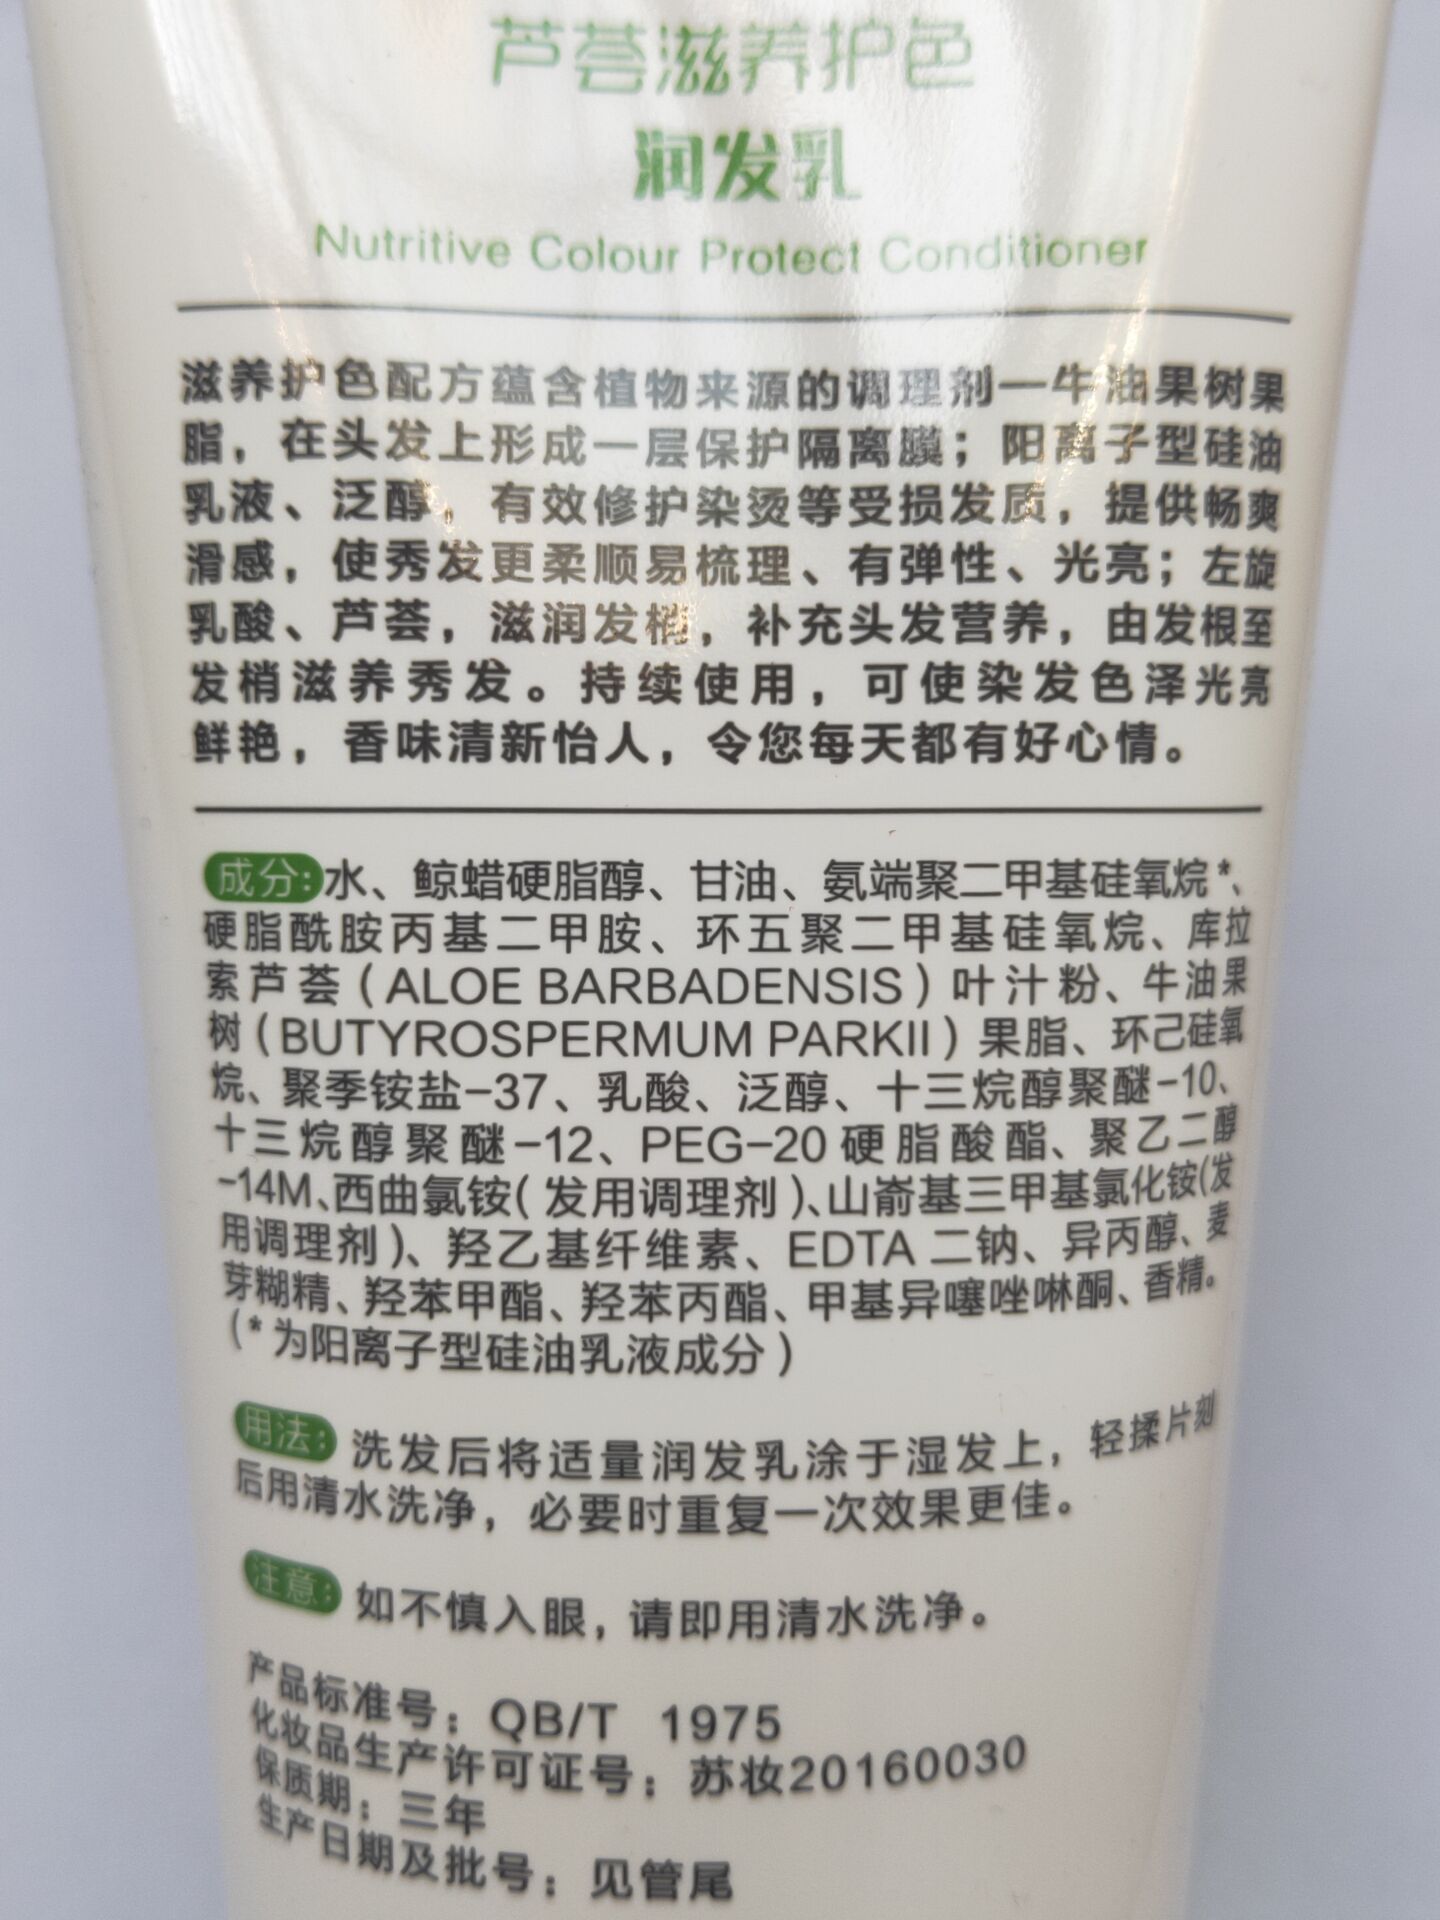 芦荟滋养护色
润发乳
Nutritive Colour Protect Conditioner
滋养护色配方蕴含植物来源的调理剂—牛油果树果
脂，在头发上形成一层保护隔离膜；阳离子型硅油
乳液、泛醇，有效修护染烫等受损发质，提供畅爽
滑感，使秀发更柔顺易梳理、有弹性、光亮；左旋
乳酸、芦荟，滋润发梢，补充头发营养，由发根至
发梢滋养秀发。持续使用，可使染发色泽光亮
鲜艳，香味清新怡人，令您每天都有好心情。
成分:水、鲸蜡硬脂醇、甘油、氨端聚二甲基硅氧烷*、
硬脂酰胺丙基二甲胺、环五聚二甲基硅氧烷、库拉
索芦荟（ALOE BARBADENSIS）叶汁粉、牛油果
树（BUTYROSPERMUM PARKII）果脂、环己硅氧
烷、聚季铵盐-37、乳酸、泛醇、十三烷醇聚醚-10、
十三烷醇聚醚-12、PEG-20 硬脂酸酯、聚乙二醇
-14M、西曲氯铵( 发用调理剂 )、山嵛基三甲基氯化铵(发
用调理剂 )、羟乙基纤维素、EDTA 二钠、异丙醇、麦
芽糊精、羟苯甲酯、羟苯丙酯、甲基异噻唑啉酮、香精。
(* 为阳离子型硅油乳液成分 )
用法: 洗发后将适量润发乳涂于湿发上，轻揉片刻
后用清水洗净，必要时重复一次效果更佳。
注意: 如不慎入眼，请即用清水洗净。
产品标准号：QB/T 1975
化妆品生产许可证号：苏妆20160030
保质期：三年
生产日期及批号：见管尾